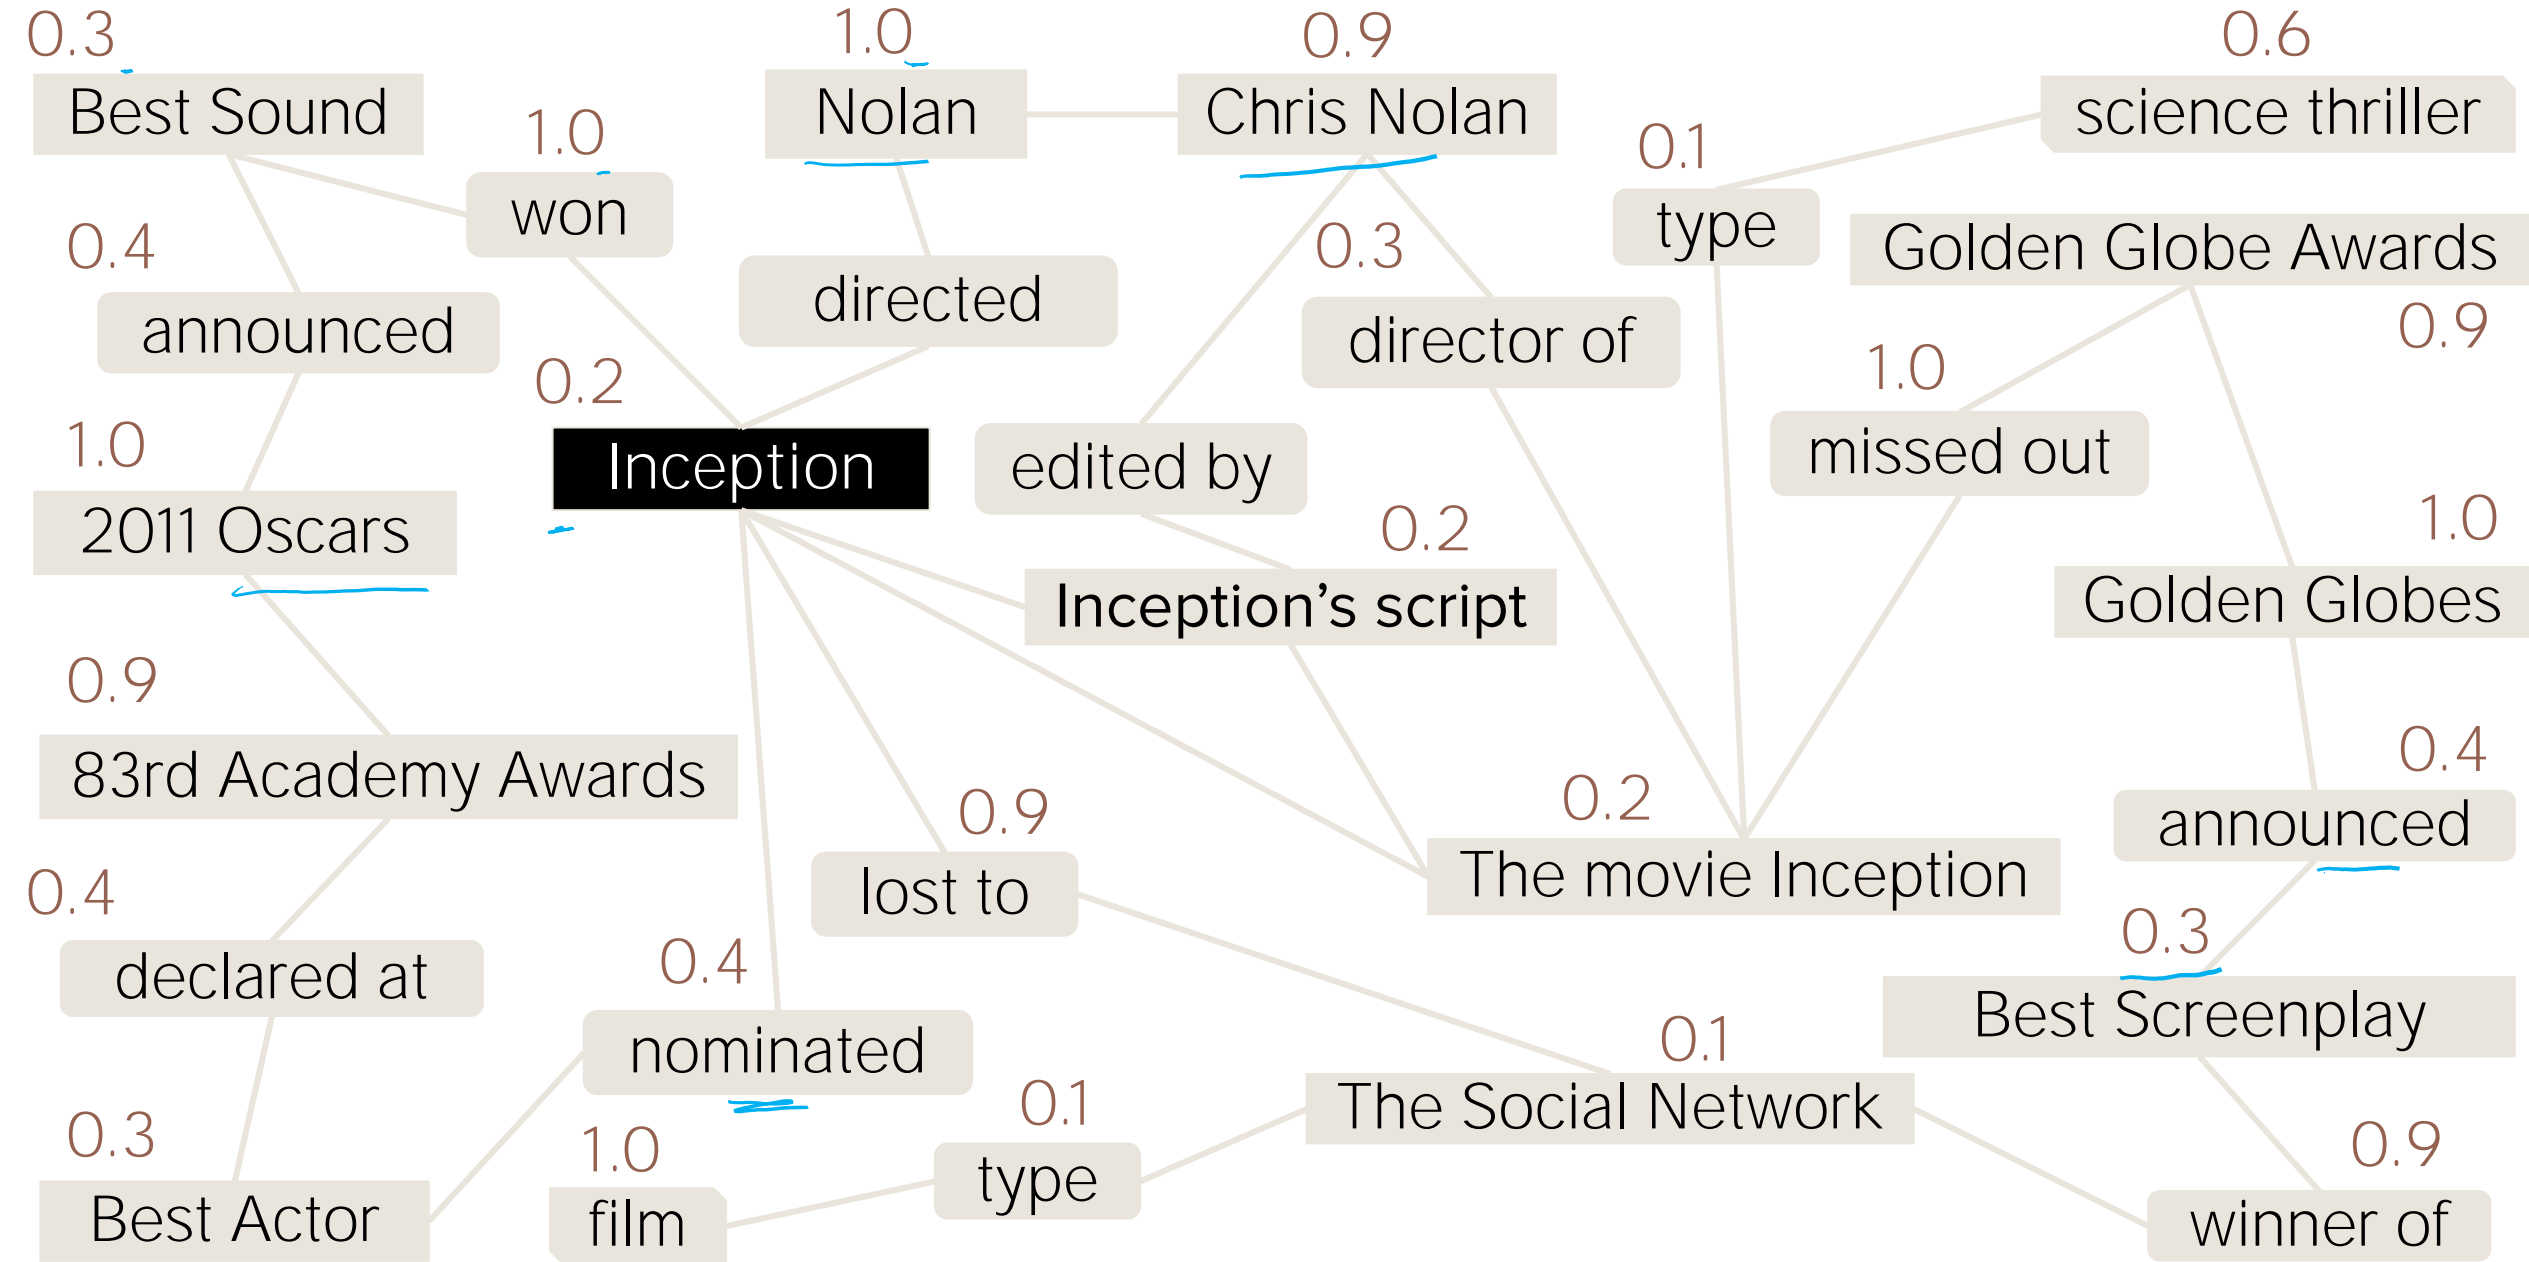 0.3
1.0
0.9
0.6
Best Sound
Nolan
Chris Nolan
science thriller
1.0
0.1
won
type
Golden Globe Awards
0.4
0.3
announced
directed
director of
0.9
0.2
1.0
1.0
Inception
edited by
missed out
2011 Oscars
0.2
1.0
Inception’s script
Golden Globes
0.9
83rd Academy Awards
0.9
0.2
0.4
announced
0.4
lost to
The movie Inception
0.3
declared at
0.4
Best Screenplay
nominated
0.1
0.1
The Social Network
0.3
1.0
type
0.9
Best Actor
film
winner of